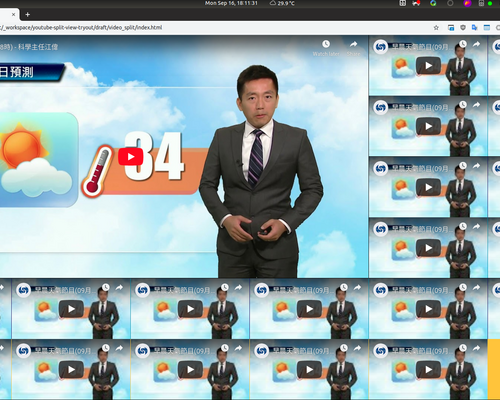 Mon Sep 16, 18:11:31
29.9 °C
_workspace/youtube-split-view-tryout/draft/video_split/index.html
時) - 科學主任江偉
Watch later
日預測
34
早晨天氣節目(09月
早晨天氣節目(09月
早晨天氣節目(09月
早晨天氣節目(09月
早晨天氣節目(09月
早晨天氣節目(09月
早晨天氣節目(09月
早晨天氣節目(09月
早晨天氣節目(09月
早晨天氣節目(09月
早晨天氣節目(09月
早晨天氣節目(09月